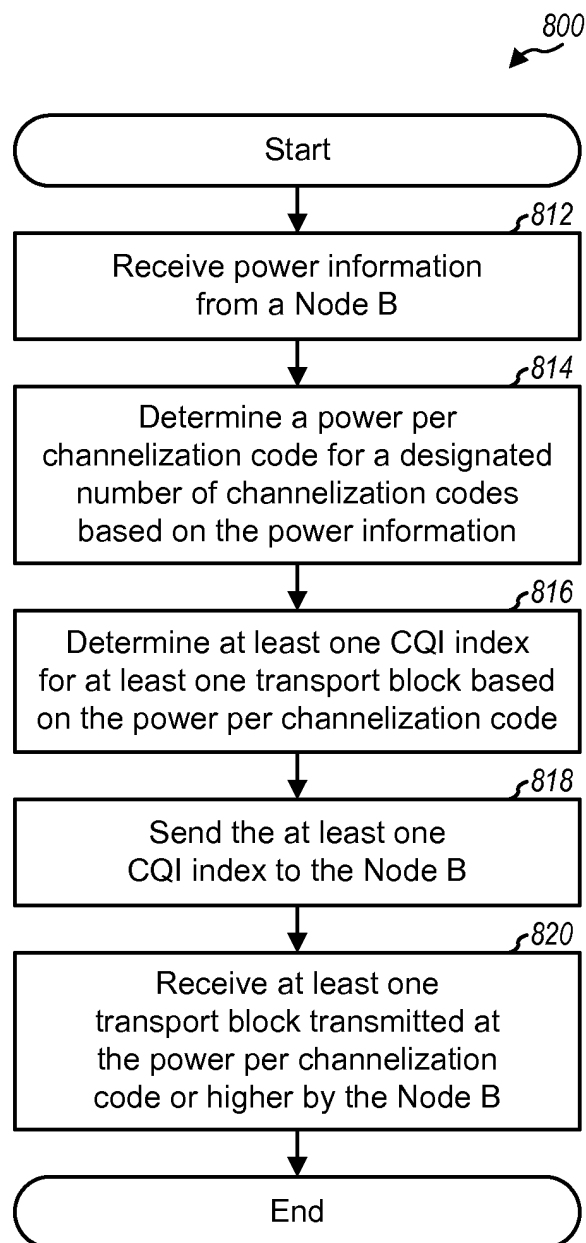 800
Start
812
Receive power information
from a Node B
814
Determine a power per
channelization code for a designated
number of channelization codes
based on the power information
816
Determine at least one CQI index
for at least one transport block based
on the power per channelization code
818
Send the at least one
CQI index to the Node B
820
Receive at least one
transport block transmitted at
the power per channelization
code or higher by the Node B
End